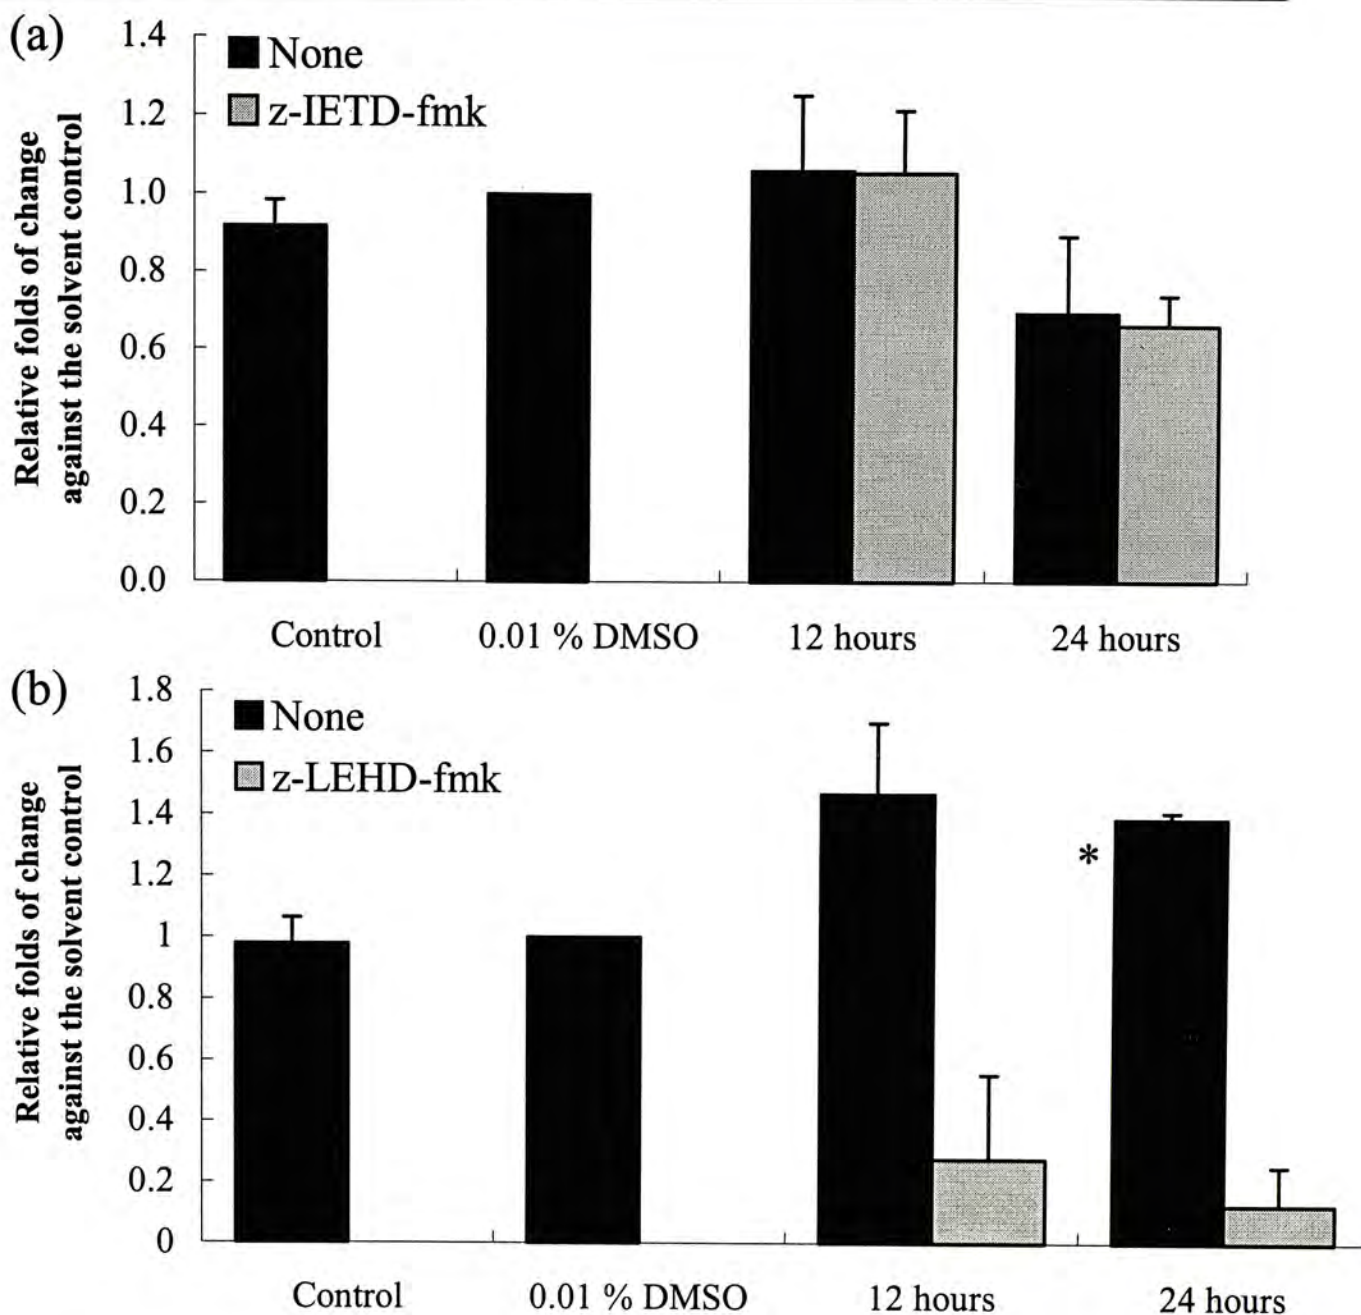 (a)
Relative folds of change
against the solvent control
1.4
1.2
1.0
0.8
0.6
0.4
0.2
0.0
None
z-IETD-fmk
Control
0.01 % DMSO
12 hours
24 hours
(b)
Relative folds of change
against the solvent control
1.8
1.6
1.4
1.2
1
0.8
0.6
0.4
0.2
0
None
z-LEHD-fmk
*
Control
0.01 % DMSO
12 hours
24 hours